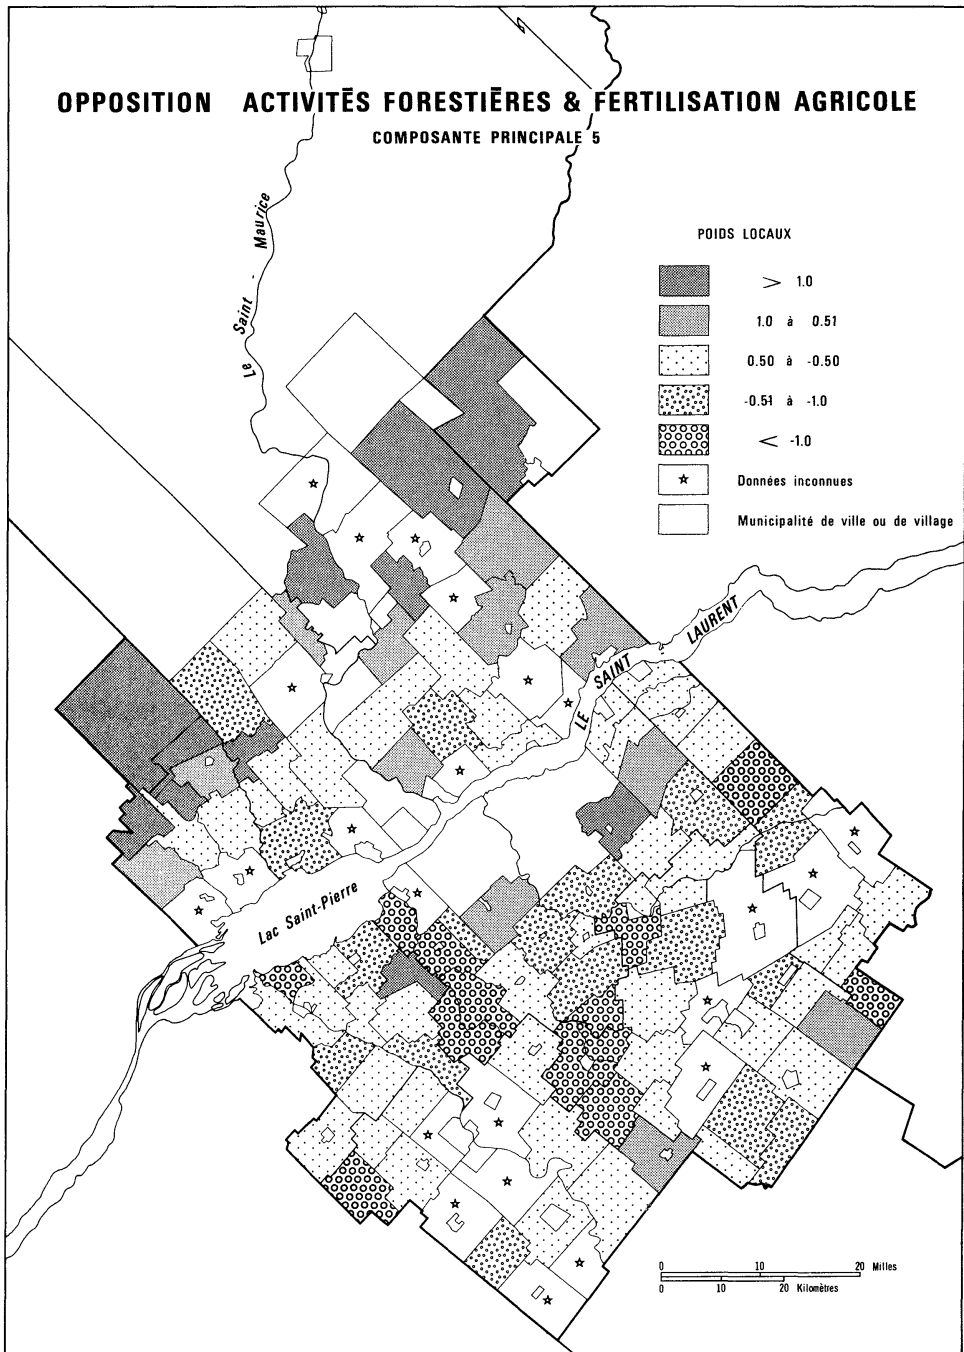 OPPOSITION ACTIVITĒS FORESTIĒRES & FERTILISATION AGRICOLE
COMPOSANTE PRINCIPALE 5
Le Saint - Maurice
POIDS LOCAUX
> 1.0
1.0 à 0.51
0.50 à -0.50
-0.51 à -1.0
< -1.0
Données inconnues
Municipalité de ville ou de village
LE SAINT LAURENT
Lac Saint-Pierre
0 10 20 Milles
0 10 20 Kilomètres